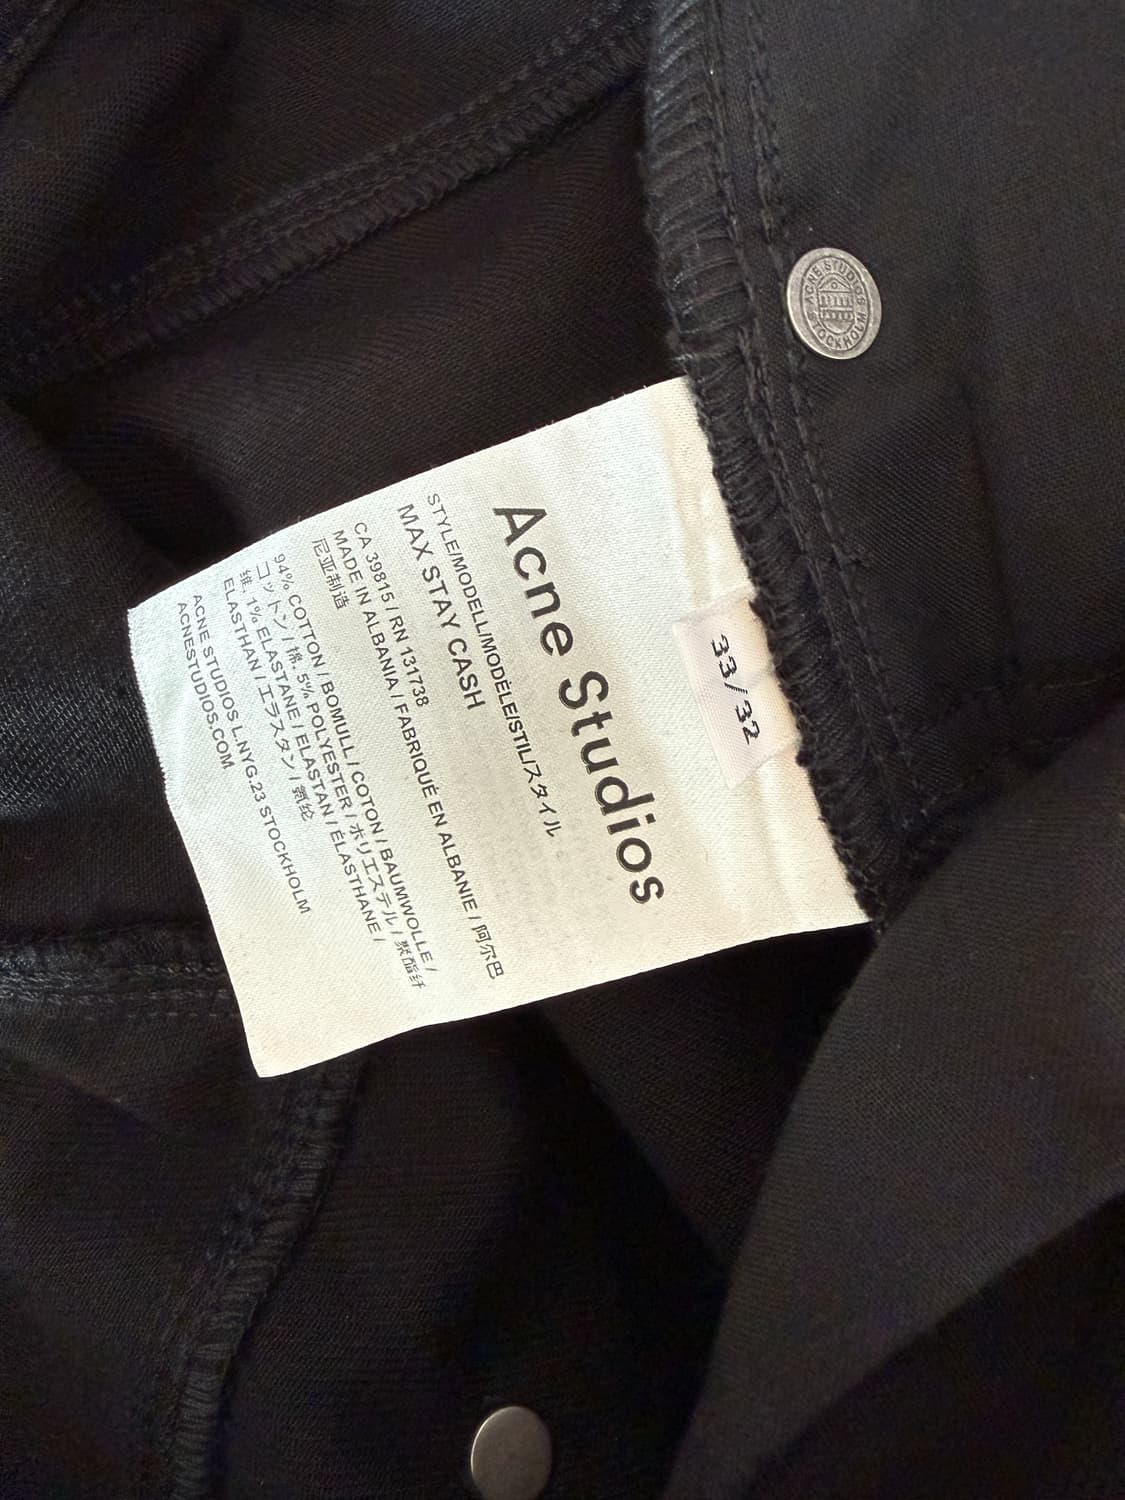 ACNE STUDIOS
STOCKHOLM
33/32
Acne Studios
STYLE/MODELL/MODÈLE/STIL/スタイル
MAX STAY CASH
CA 39815 / RN 131738
MADE IN ALBANIA / FABRIQUÉ EN ALBANIE / 阿尔巴
尼亚制造
94% COTTON / BOMULL / COTON / BAUMWOLLE /
コットン / 棉. 5% POLYESTER / ポリエステル / 聚酯纤
维. 1% ELASTANE / ELASTAN / ÉLASTHANE /
ELASTHAN / エラスタン / 氨纶
ACNE STUDIOS L.NYG.23 STOCKHOLM
ACNESTUDIOS.COM